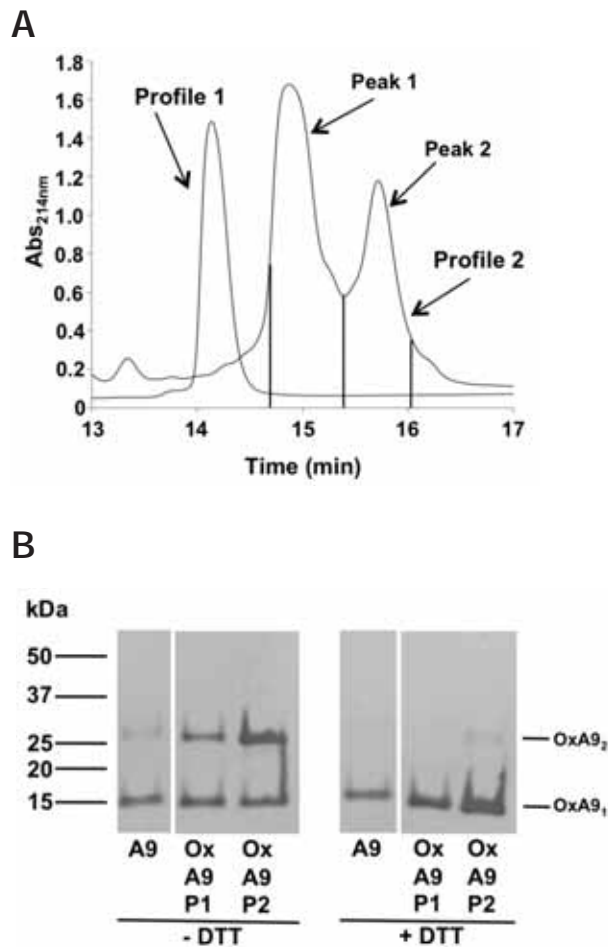 A
1.8
1.6
1.4
1.2
1.0
0.8
0.6
0.4
0.2
0
Abs214nm
Profile 1
Peak 1
Peak 2
Profile 2
13 14 15 16 17
Time (min)
B
kDa
50
37
25
20
15
OxA9₂
OxA9₁
A9 Ox Ox A9 Ox Ox
A9 A9 A9 A9
P1 P2 P1 P2
- DTT + DTT